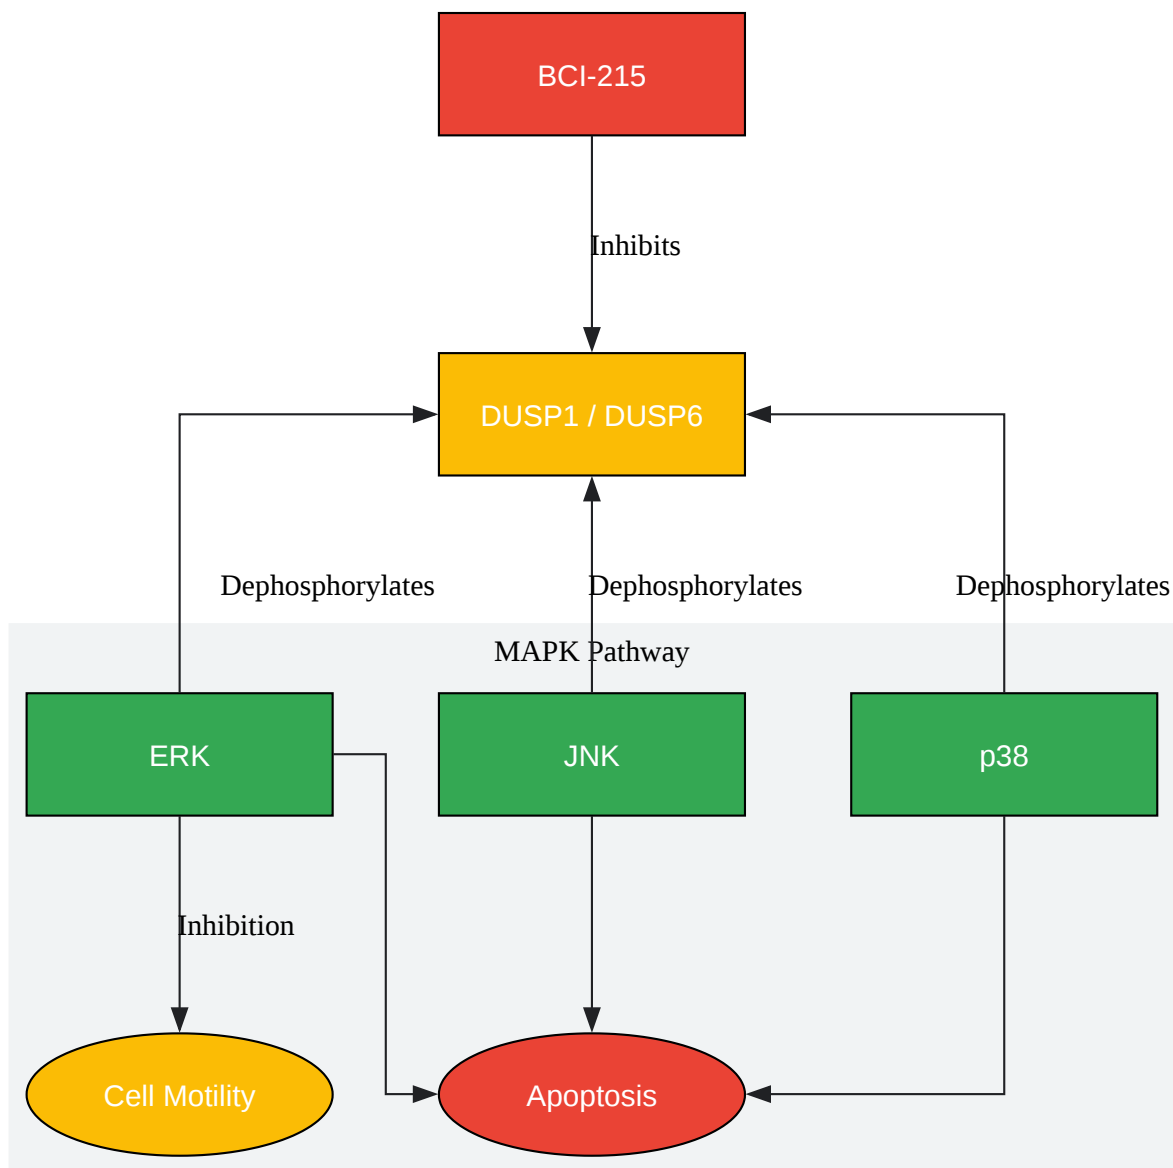 BCI-215
Inhibits
DUSP1 / DUSP6
Dephosphorylates
Dephosphorylates
Dephosphorylates
MAPK Pathway
ERK
JNK
p38
Inhibition
Cell Motility
Apoptosis